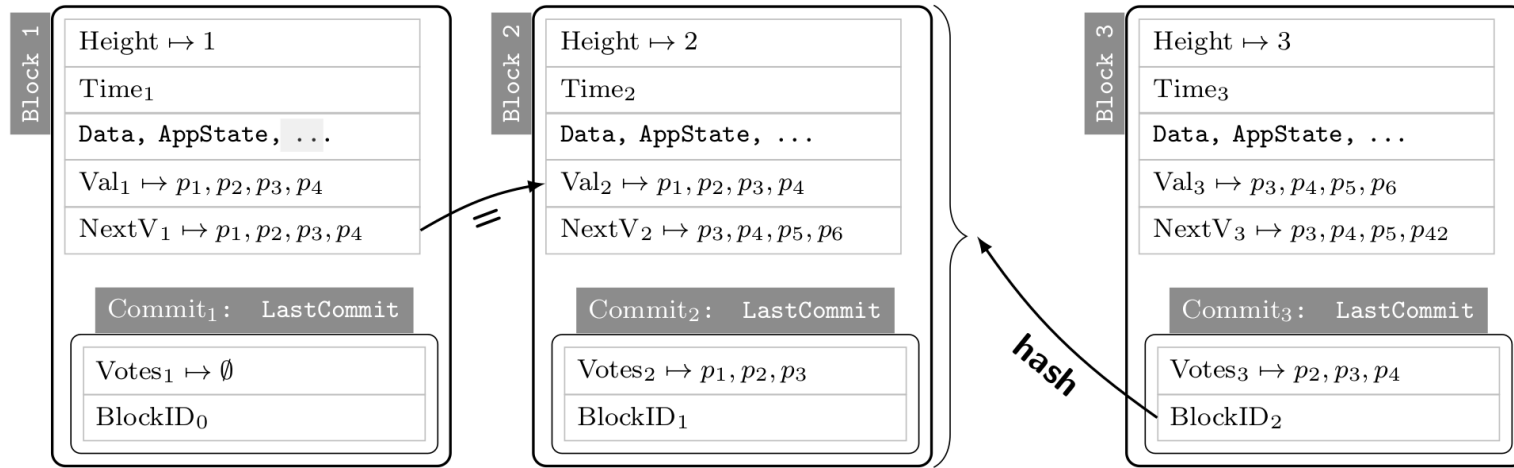 Block 1
Height ↦ 1
Time₁
Data, AppState, ...
Val₁ ↦ p₁, p₂, p₃, p₄
NextV₁ ↦ p₁, p₂, p₃, p₄
Commit₁: LastCommit
Votes₁ ↦ ∅
BlockID₀
=
Block 2
Height ↦ 2
Time₂
Data, AppState, ...
Val₂ ↦ p₁, p₂, p₃, p₄
NextV₂ ↦ p₃, p₄, p₅, p₆
Commit₂: LastCommit
Votes₂ ↦ p₁, p₂, p₃
BlockID₁
hash
Block 3
Height ↦ 3
Time₃
Data, AppState, ...
Val₃ ↦ p₃, p₄, p₅, p₆
NextV₃ ↦ p₃, p₄, p₅, p₄₂
Commit₃: LastCommit
Votes₃ ↦ p₂, p₃, p₄
BlockID₂